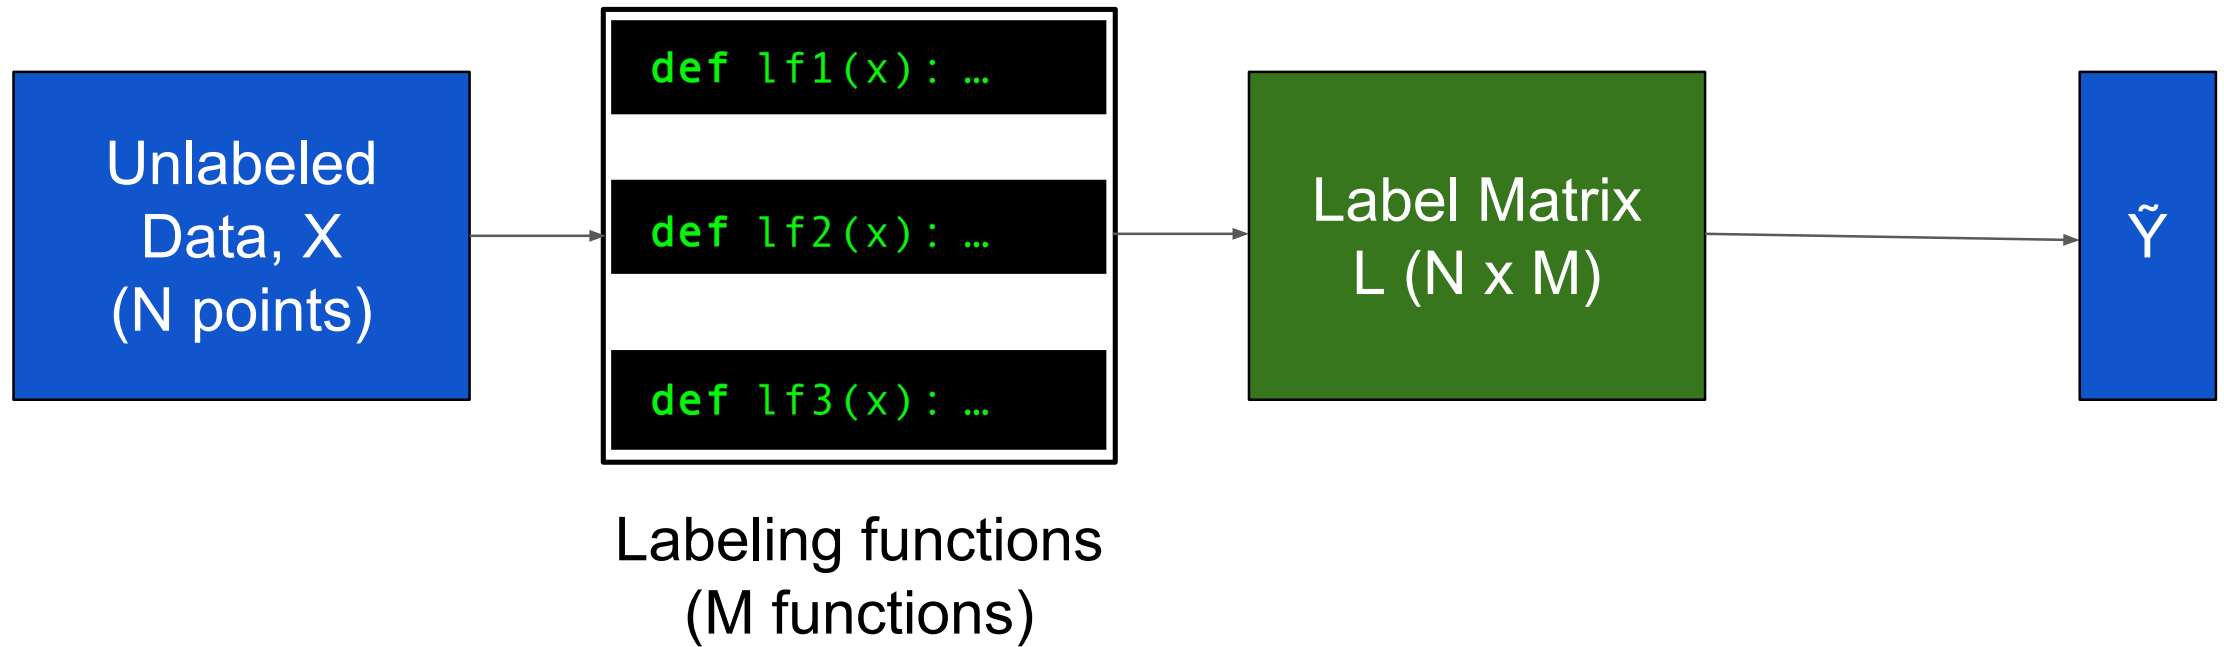 Unlabeled
Data, X
(N points)
def lf1(x): …
def lf2(x): …
def lf3(x): …
Labeling functions
(M functions)
Label Matrix
L (N x M)
Ỹ